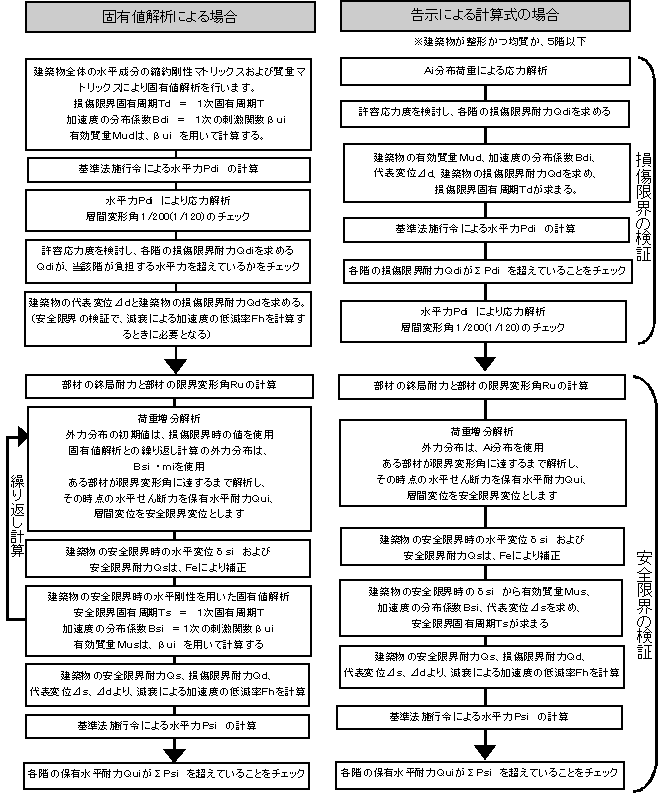 固有値解析による場合
建築物全体の水平成分の縮約剛性マトリックスおよび質量マ
トリックスにより固有値解析を行います。
損傷限界固有周期Td = 1次固有周期T
加速度の分布係数Bdi = 1次の刺激関数βui
有効質量Mudは、βuiを用いて計算する。
基準法施行令による水平力Pdi の計算
水平力Pdi により応力解析
層間変形角1/200(1/120)のチェック
許容応力度を検討し、各階の損傷限界耐力Qdiを求める
Qdiが、当該階が負担する水平力を超えているかをチェック
建築物の代表変位Δdと建築物の損傷限界耐力Qdを求める。
(安全限界の検証で、減衰による加速度の低減率Fhを計算す
るときに必要となる)
部材の終局耐力と部材の限界変形角Ruの計算
荷重増分解析
外力分布の初期値は、損傷限界時の値を使用
固有値解析との繰り返し計算の外力分布は、
Bsi ・miを使用
ある部材が限界変形角に達するまで解析し、
その時点の水平せん断力を保有水平耐力Qui、
層間変位を安全限界変位とします
繰り返し計算
建築物の安全限界時の水平変位δsi および
安全限界耐力Qsは、Feにより補正
建築物の安全限界時の水平剛性を用いた固有値解析
安全限界固有周期Ts = 1次固有周期T
加速度の分布係数Bsi = 1次の刺激関数βui
有効質量Musは、βuiを用いて計算する
建築物の安全限界耐力Qs、損傷限界耐力Qd、
代表変位Δs、Δdより、減衰による加速度の低減率Fhを計算
基準法施行令による水平力Psi の計算
各階の保有水平耐力QuiがΣPsi を超えていることをチェック
告示による計算式の場合
※建築物が整形かつ均質か、5階以下
Ai分布荷重による応力解析
許容応力度を検討し、各階の損傷限界耐力Qdiを求める
建築物の有効質量Mud、加速度の分布係数Bdi、
代表変位Δd、建築物の損傷限界耐力Qdを求め、
損傷限界固有周期Tdが求まる。
基準法施行令による水平力Pdi の計算
各階の損傷限界耐力QdiがΣPdi を超えていることをチェック
水平力Pdi により応力解析
層間変形角1/200(1/120)のチェック
損傷限界の検証
部材の終局耐力と部材の限界変形角Ruの計算
荷重増分解析
外力分布は、Ai分布を使用
ある部材が限界変形角に達するまで解析し、
その時点の水平せん断力を保有水平耐力Qui、
層間変位を安全限界変位とします
建築物の安全限界時の水平変位δsi および
安全限界耐力Qsは、Feにより補正
建築物の安全限界時のδsi から有効質量Mus、
加速度の分布係数Bsi、代表変位Δsを求め、
安全限界固有周期Tsが求まる
建築物の安全限界耐力Qs、損傷限界耐力Qd、
代表変位Δs、Δdより、減衰による加速度の低減率Fhを計算
基準法施行令による水平力Psi の計算
各階の保有水平耐力QuiがΣPsi を超えていることをチェック
安全限界の検証